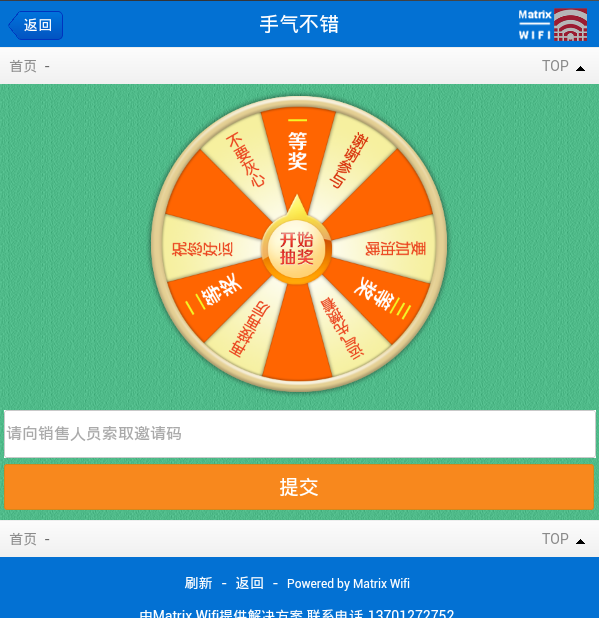 返回
手气不错
Matrix
WIFI
首页 -
TOP
一等奖
谢谢参与
要加油哦
三等奖
运气先攒着
再接再厉
二等奖
祝您好运
不要灰心
开始
抽奖
请向销售人员索取邀请码
提交
首页 -
TOP
刷新 - 返回 - Powered by Matrix Wifi
由Matrix Wifi提供解决方案 联系电话 13701272752